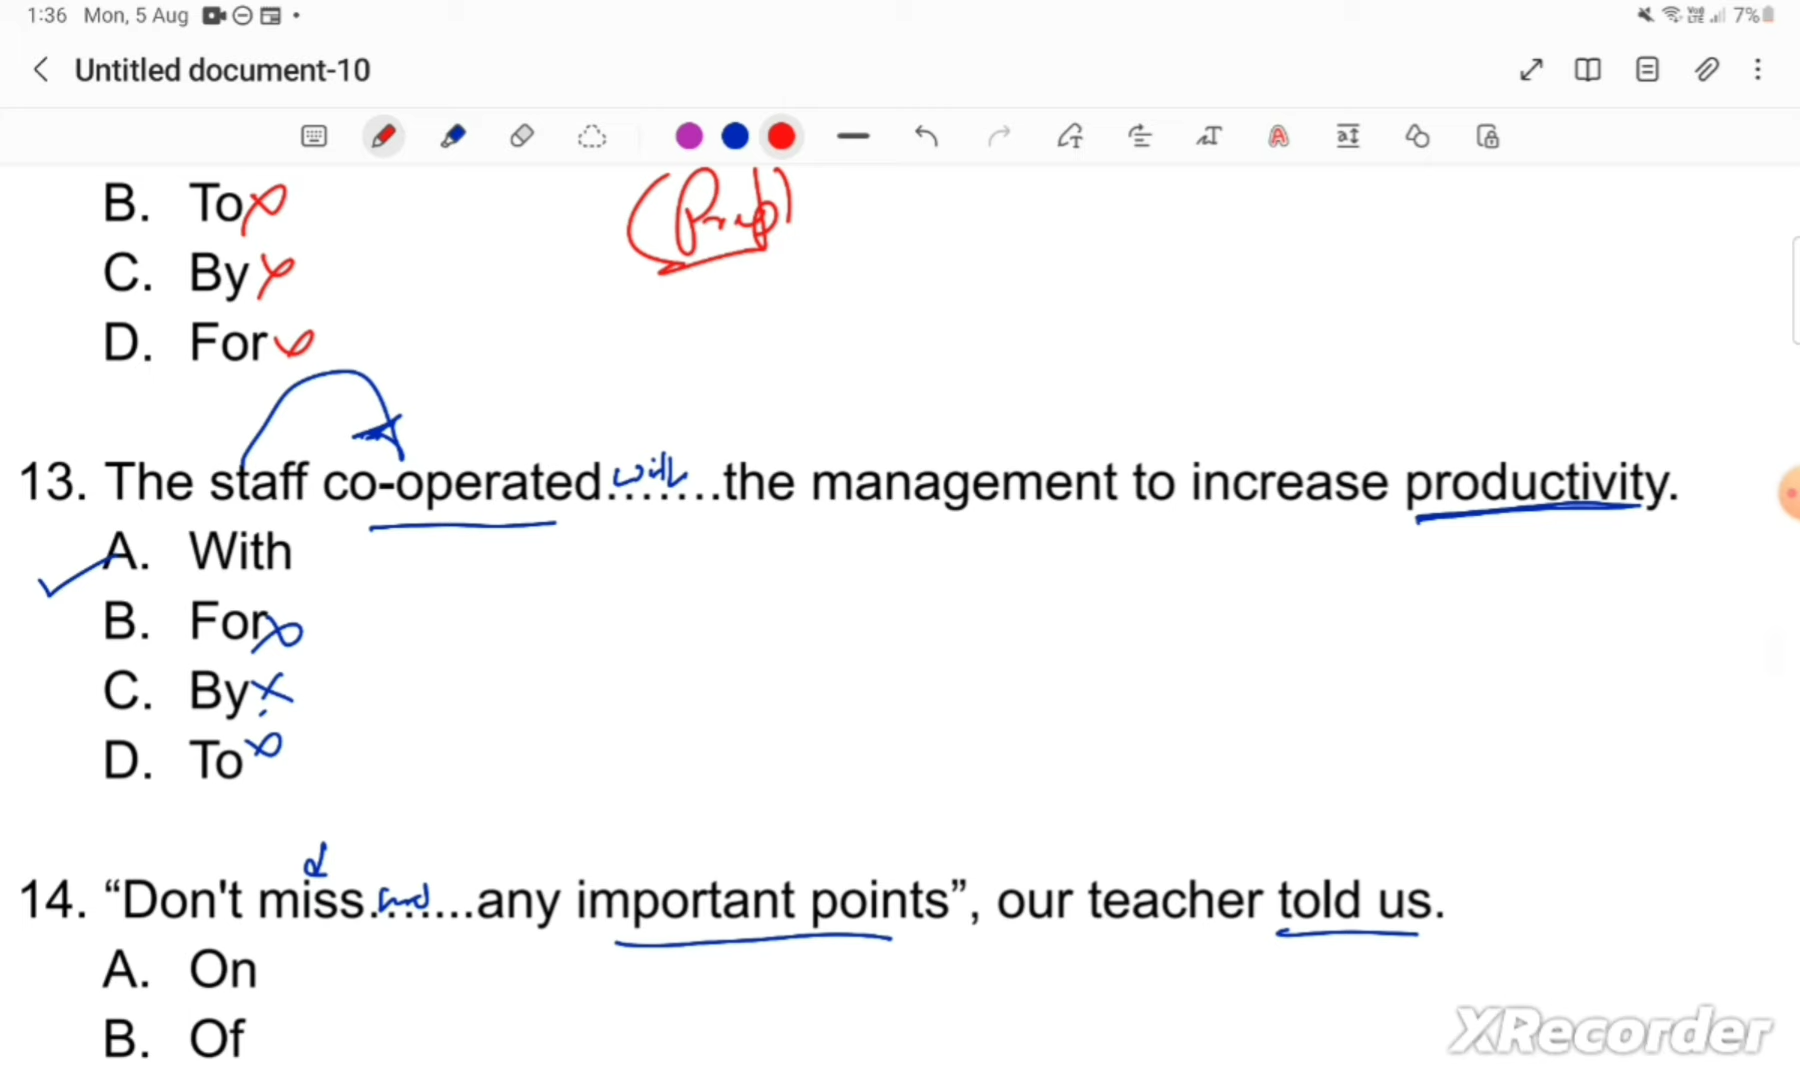 1:36 Mon, 5 Aug 7%
Untitled document-10
B. To
(Prep)
C. By
D. For
13. The staff co-operated.with.the management to increase productivity.
A. With
B. For
C. By
D. To
14. “Don't miss.......any important points”, our teacher told us.
A. On
B. Of
XRecorder